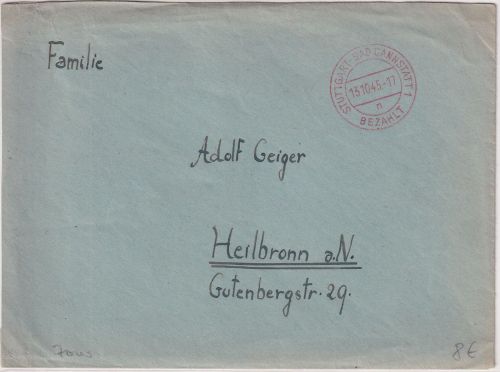 Familie
STUTTGART-BAD CANNSTATT 1
13.10.45.-17
n
BEZAHLT
Adolf Geiger
Heilbronn a.N.
Gutenbergstr. 29.
8€